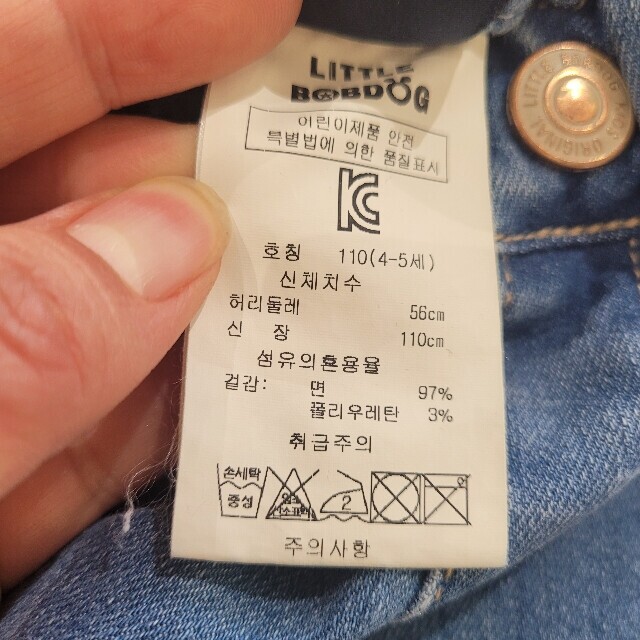 LITTLE
BOBDOG
어린이제품 안전
특별법에 의한 품질표시
호칭 110(4-5세)
신체치수
허리둘레 56cm
신 장 110cm
섬유의혼용율
겉감: 면 97%
폴리우레탄 3%
취급주의
손세탁
중성
2
주의사항
ORIGINAL LITTLE BOBDOG